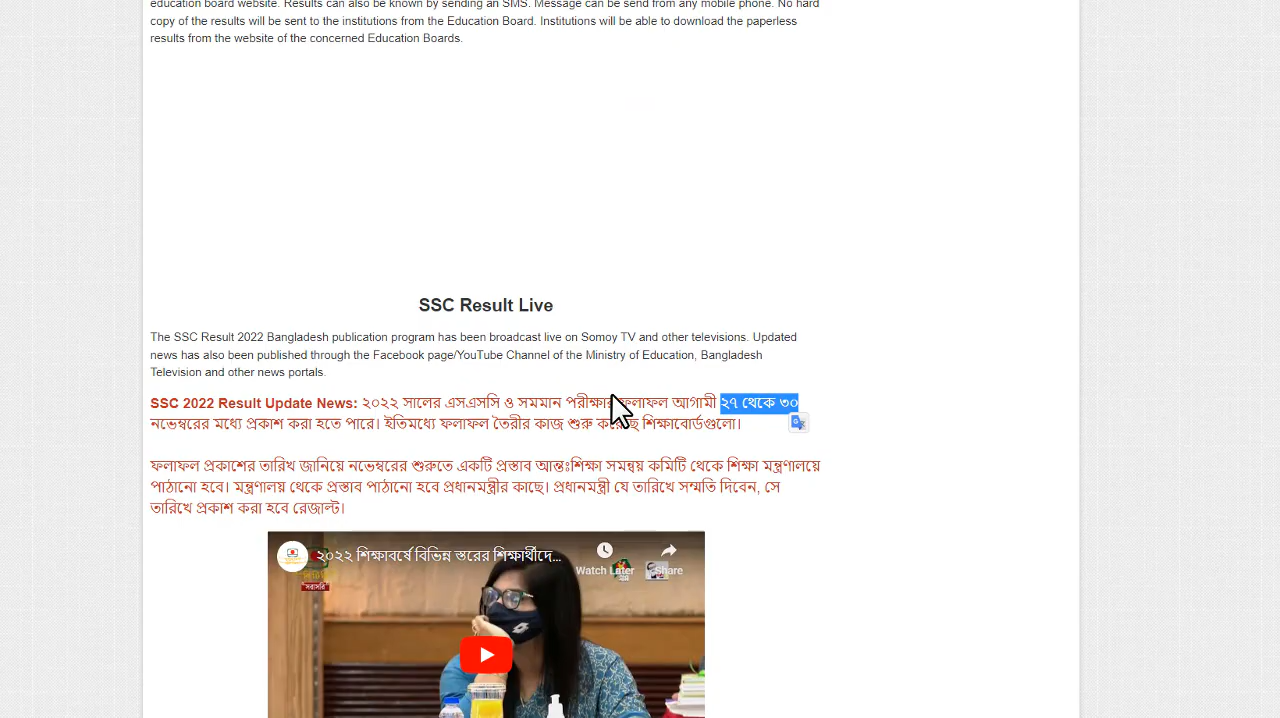 education board website. Results can also be known by sending an SMS. Message can be send from any mobile phone. No hard
copy of the results will be sent to the institutions from the Education Board. Institutions will be able to download the paperless
results from the website of the concerned Education Boards.
SSC Result Live
The SSC Result 2022 Bangladesh publication program has been broadcast live on Somoy TV and other televisions. Updated
news has also been published through the Facebook page/YouTube Channel of the Ministry of Education, Bangladesh
Television and other news portals.
SSC 2022 Result Update News: ২০২২ সালের এসএসসি ও সমমান পরীক্ষার ফলাফল আগামী ২৭ থেকে ৩০
নভেম্বরের মধ্যে প্রকাশ করা হতে পারে। ইতিমধ্যে ফলাফল তৈরীর কাজ শুরু করেছে শিক্ষাবোর্ডগুলো।
ফলাফল প্রকাশের তারিখ জানিয়ে নভেম্বরের শুরুতে একটি প্রস্তাব আন্তঃশিক্ষা সমন্বয় কমিটি থেকে শিক্ষা মন্ত্রণালয়ে
পাঠানো হবে। মন্ত্রণালয় থেকে প্রস্তাব পাঠানো হবে প্রধানমন্ত্রীর কাছে। প্রধানমন্ত্রী যে তারিখে সম্মতি দিবেন, সে
তারিখে প্রকাশ করা হবে রেজাল্ট।
২০২২ শিক্ষাবর্ষে বিভিন্ন স্তরের শিক্ষার্থীদে...
Watch Later
Share
সরাসরি